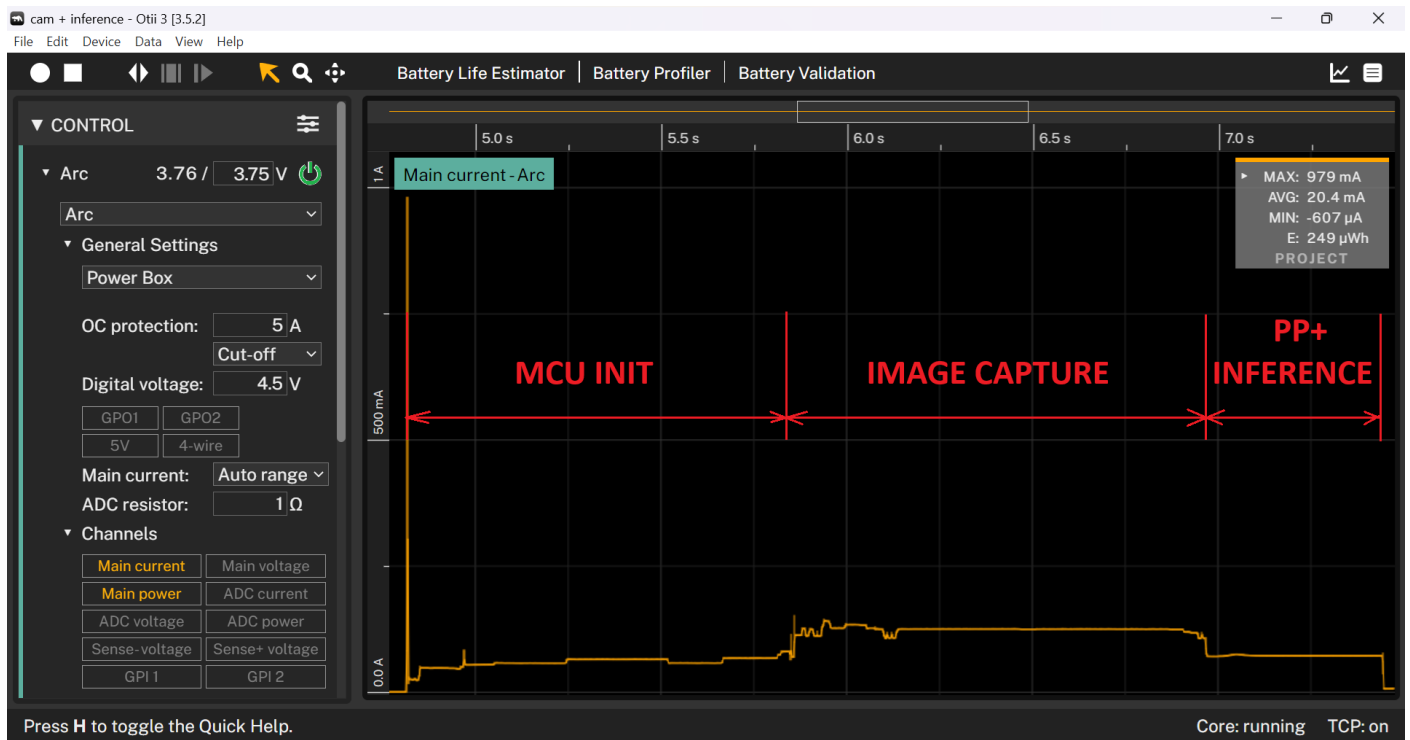 cam + inference - Otii 3 [3.5.2]
File Edit Device Data View Help
Battery Life Estimator Battery Profiler Battery Validation
CONTROL
Arc 3.76 / 3.75 V
Arc
General Settings
Power Box
OC protection: 5 A
Cut-off
Digital voltage: 4.5 V
GPO1 GPO2
5V 4-wire
Main current: Auto range
ADC resistor: 1 Ω
Channels
Main current Main voltage
Main power ADC current
ADC voltage ADC power
Sense-voltage Sense+ voltage
GPI 1 GPI 2
5.0 s 5.5 s 6.0 s 6.5 s 7.0 s
1 A
Main current - Arc
MAX: 979 mA
AVG: 20.4 mA
MIN: -607 µA
E: 249 µWh
PROJECT
MCU INIT
IMAGE CAPTURE
PP+
INFERENCE
500 mA
0.0 A
Press H to toggle the Quick Help.
Core: running TCP: on